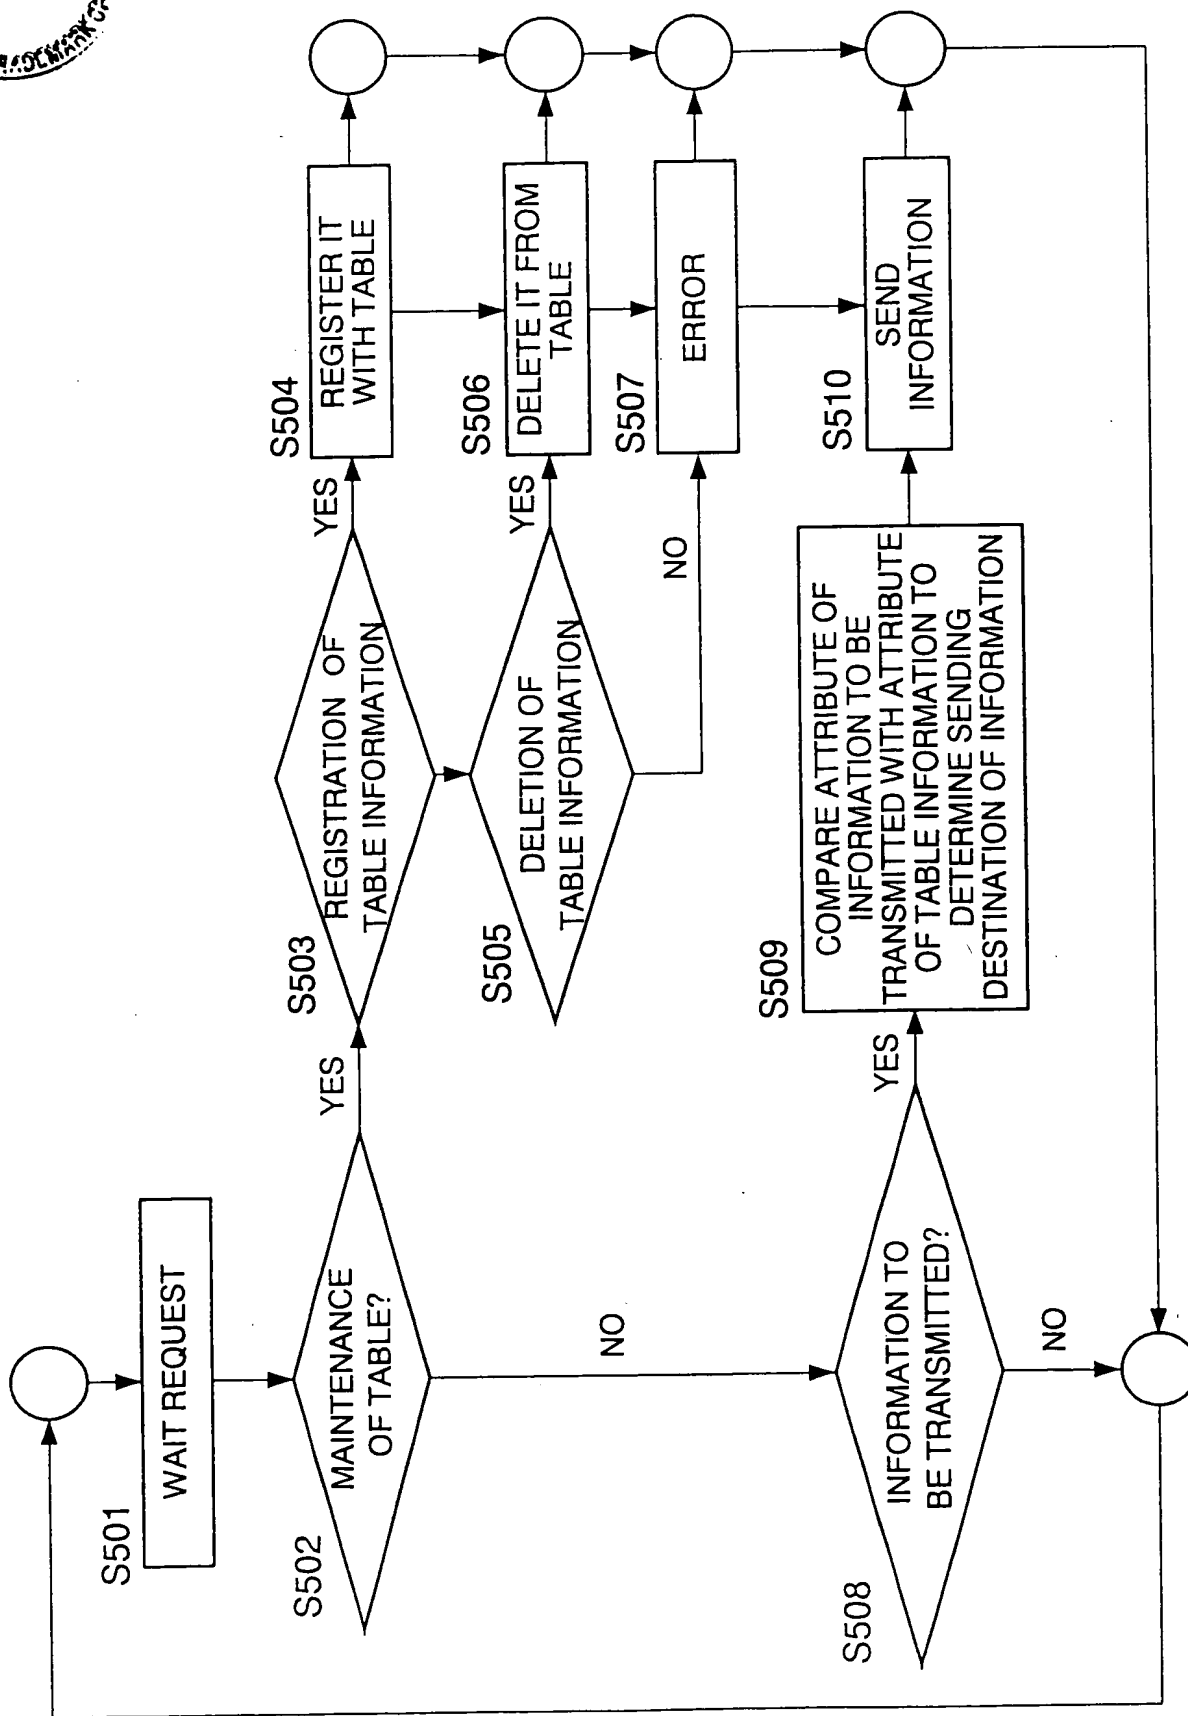 S501
WAIT REQUEST
S502
MAINTENANCE
OF TABLE?
YES
NO
S503
REGISTRATION OF
TABLE INFORMATION
YES
S504
REGISTER IT
WITH TABLE
S505
DELETION OF
TABLE INFORMATION
YES
NO
S506
DELETE IT FROM
TABLE
S507
ERROR
S508
INFORMATION TO
BE TRANSMITTED?
YES
NO
S509
COMPARE ATTRIBUTE OF
INFORMATION TO BE
TRANSMITTED WITH ATTRIBUTE
OF TABLE INFORMATION TO
DETERMINE SENDING
DESTINATION OF INFORMATION
S510
SEND
INFORMATION